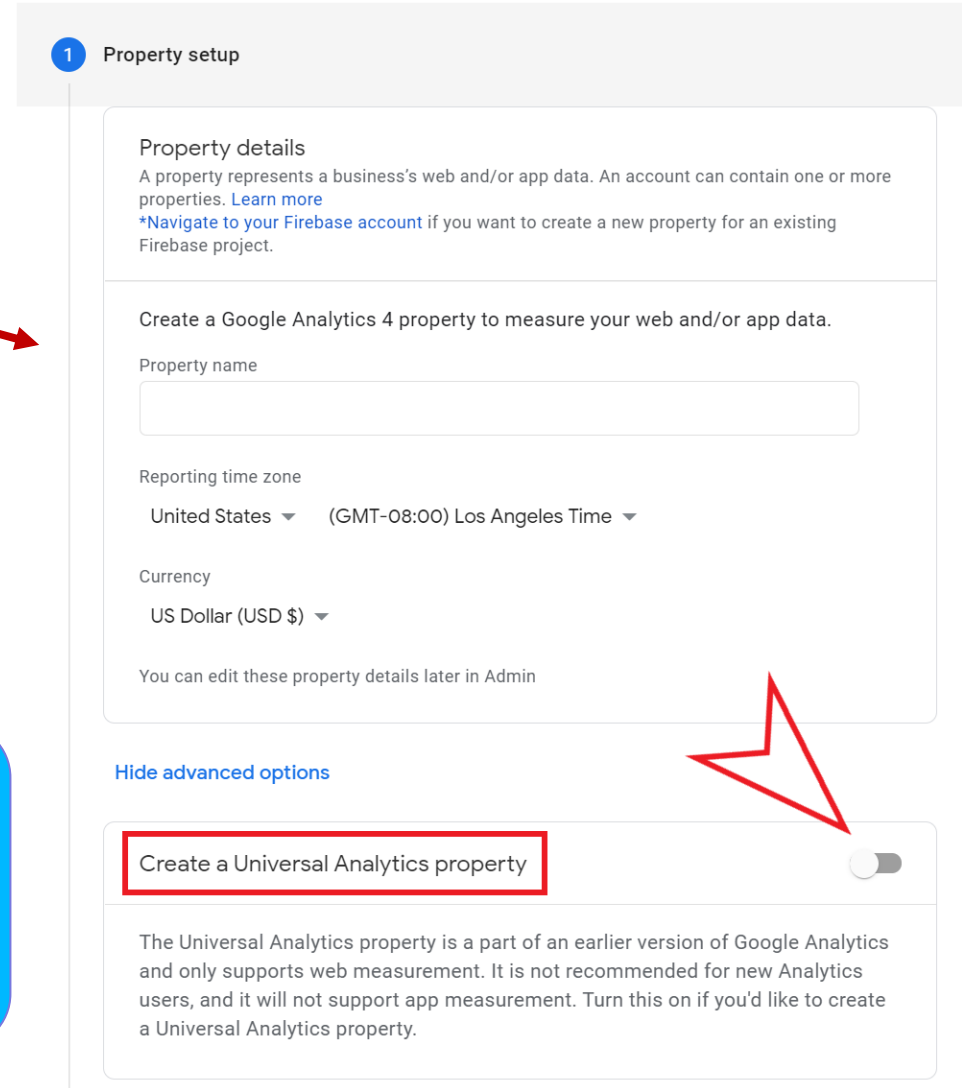 1 Property setup
Property details
A property represents a business's web and/or app data. An account can contain one or more
properties. Learn more
*Navigate to your Firebase account if you want to create a new property for an existing
Firebase project.
Create a Google Analytics 4 property to measure your web and/or app data.
Property name
Reporting time zone
United States (GMT-08:00) Los Angeles Time
Currency
US Dollar (USD $)
You can edit these property details later in Admin
Hide advanced options
Create a Universal Analytics property
The Universal Analytics property is a part of an earlier version of Google Analytics
and only supports web measurement. It is not recommended for new Analytics
users, and it will not support app measurement. Turn this on if you'd like to create
a Universal Analytics property.